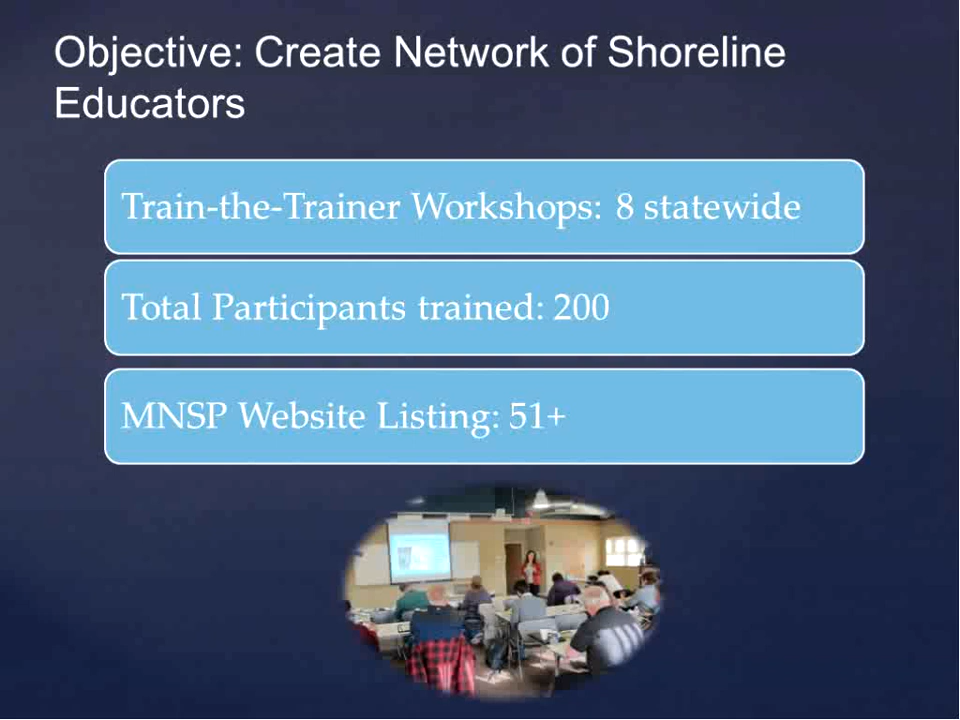 Objective: Create Network of Shoreline
Educators
Train-the-Trainer Workshops: 8 statewide
Total Participants trained: 200
MNSP Website Listing: 51+